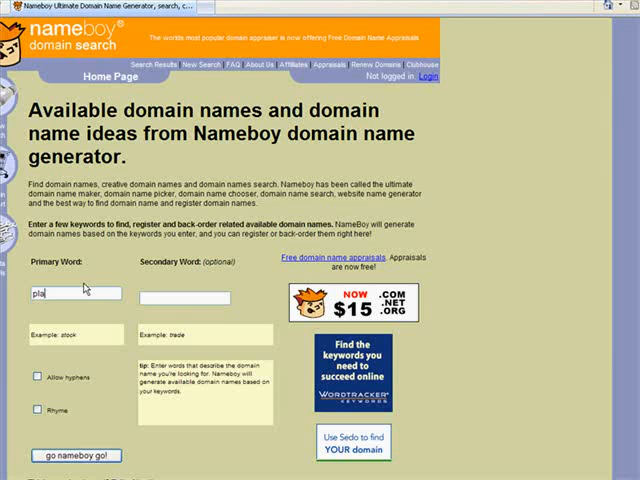 Nameboy Ultimate Domain Name Generator, search, c...
nameboy®
domain search
The worlds most popular domain appraiser is now offering Free Domain Name Appraisals
Search Results | New Search | FAQ | About Us | Affiliates | Appraisals | Renew Domains | Clubhouse
Home Page
Not logged in. Login
Available domain names and domain
name ideas from Nameboy domain name
generator.
Find domain names, creative domain names and domain names search. Nameboy has been called the ultimate
domain name maker, domain name picker, domain name chooser, domain name search, website name generator
and the best way to find domain name and register domain names.
Enter a few keywords to find, register and back-order related available domain names. NameBoy will generate
domain names based on the keywords you enter, and you can register or back-order them right here!
Primary Word:
Secondary Word: (optional)
Free domain name appraisals. Appraisals
are now free!
pla
NOW
$15
.COM
.NET
.ORG
Example: stock
Example: trade
Find the
keywords you
need to
succeed online
WORDTRACKER
KEYWORDS
tip: Enter words that describe the domain
name you're looking for. Nameboy will
generate available domain names based on
your keywords.
Allow hyphens
Rhyme
Use Sedo to find
YOUR domain
go nameboy go!